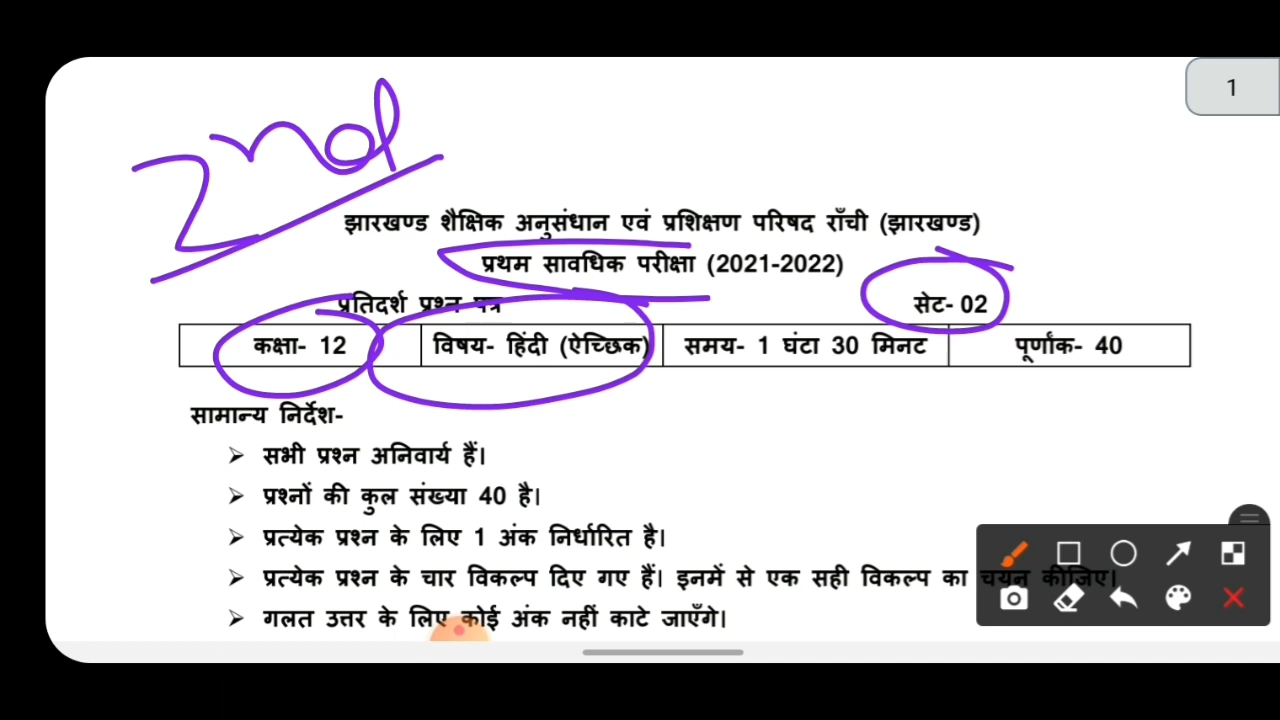 1
2nd
झारखण्ड शैक्षिक अनुसंधान एवं प्रशिक्षण परिषद राँची (झारखण्ड)
प्रथम सावधिक परीक्षा (2021-2022)
प्रतिदर्श प्रश्न पत्र सेट- 02
कक्षा- 12 विषय- हिंदी (ऐच्छिक) समय- 1 घंटा 30 मिनट पूर्णांक- 40
सामान्य निर्देश-
➢ सभी प्रश्न अनिवार्य हैं।
➢ प्रश्नों की कुल संख्या 40 है।
➢ प्रत्येक प्रश्न के लिए 1 अंक निर्धारित है।
➢ प्रत्येक प्रश्न के चार विकल्प दिए गए हैं। इनमें से एक सही विकल्प का चयन कीजिए।
➢ गलत उत्तर के लिए कोई अंक नहीं काटे जाएँगे।